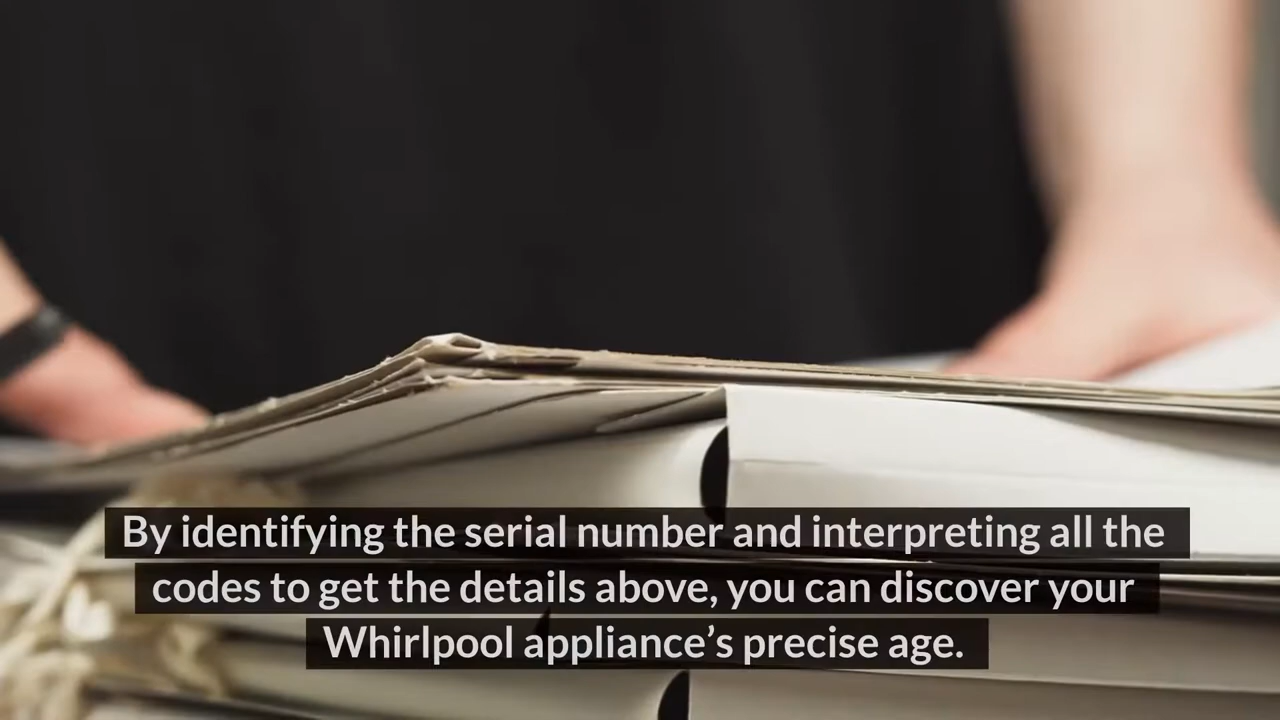 By identifying the serial number and interpreting all the
codes to get the details above, you can discover your
Whirlpool appliance’s precise age.